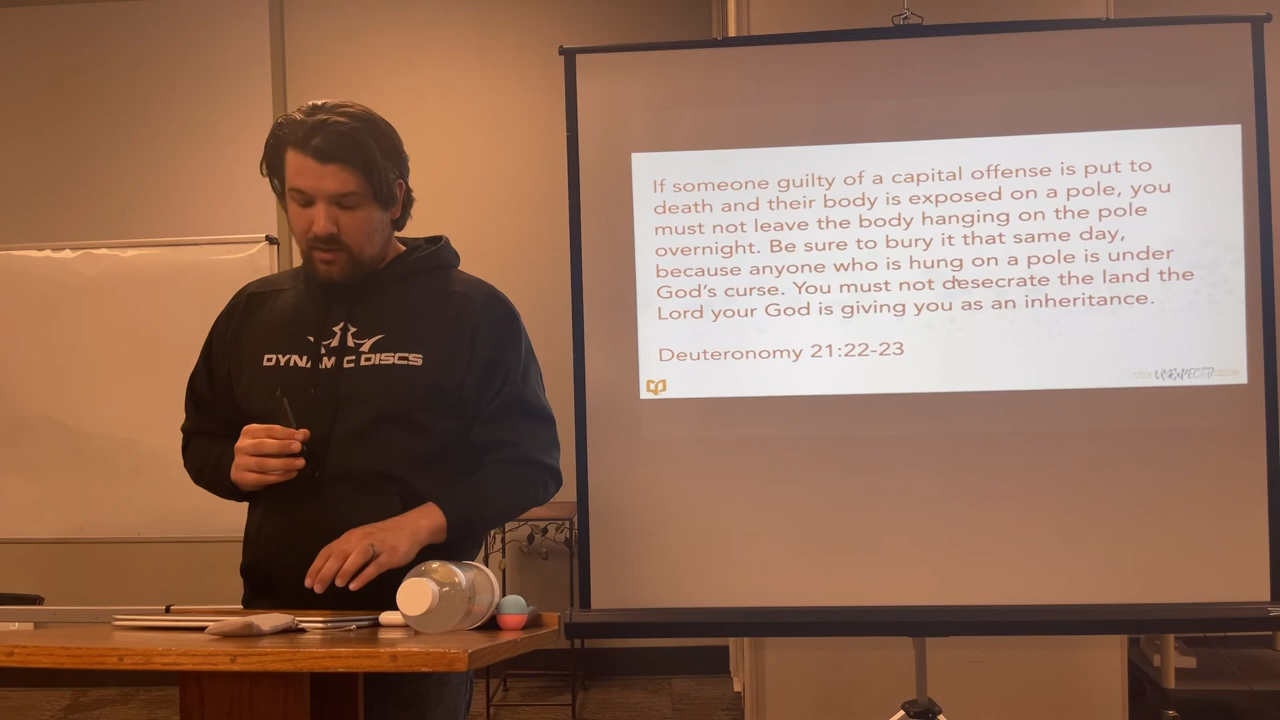 DYNAMIC DISCS
If someone guilty of a capital offense is put to
death and their body is exposed on a pole, you
must not leave the body hanging on the pole
overnight. Be sure to bury it that same day,
because anyone who is hung on a pole is under
God's curse. You must not desecrate the land the
Lord your God is giving you as an inheritance.
Deuteronomy 21:22-23
UNEXPECTED